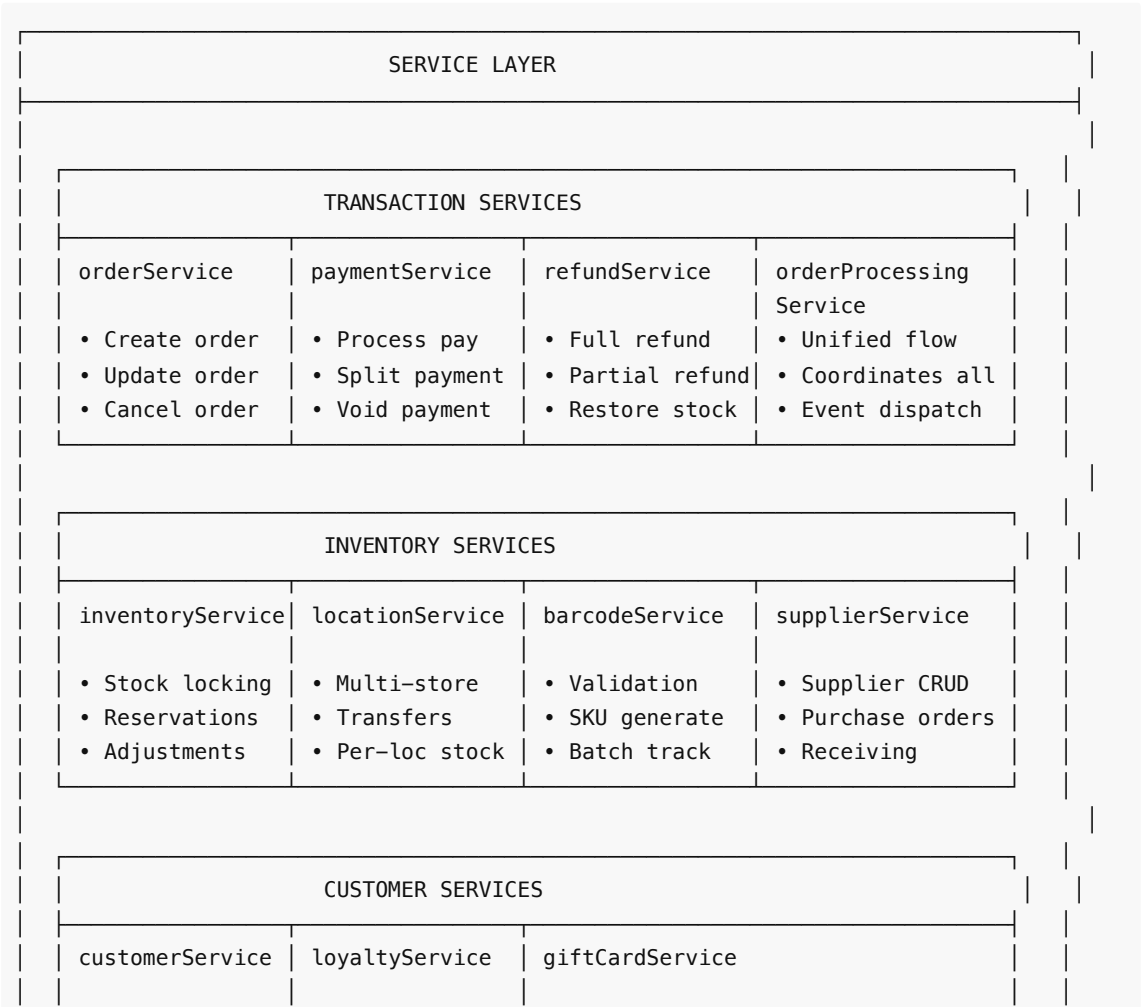 SERVICE LAYER
TRANSACTION SERVICES
orderService paymentService refundService orderProcessing
Service
• Create order • Process pay • Full refund • Unified flow
• Update order • Split payment • Partial refund • Coordinates all
• Cancel order • Void payment • Restore stock • Event dispatch
INVENTORY SERVICES
inventoryService locationService barcodeService supplierService
• Stock locking • Multi-store • Validation • Supplier CRUD
• Reservations • Transfers • SKU generate • Purchase orders
• Adjustments • Per-loc stock • Batch track • Receiving
CUSTOMER SERVICES
customerService loyaltyService giftCardService